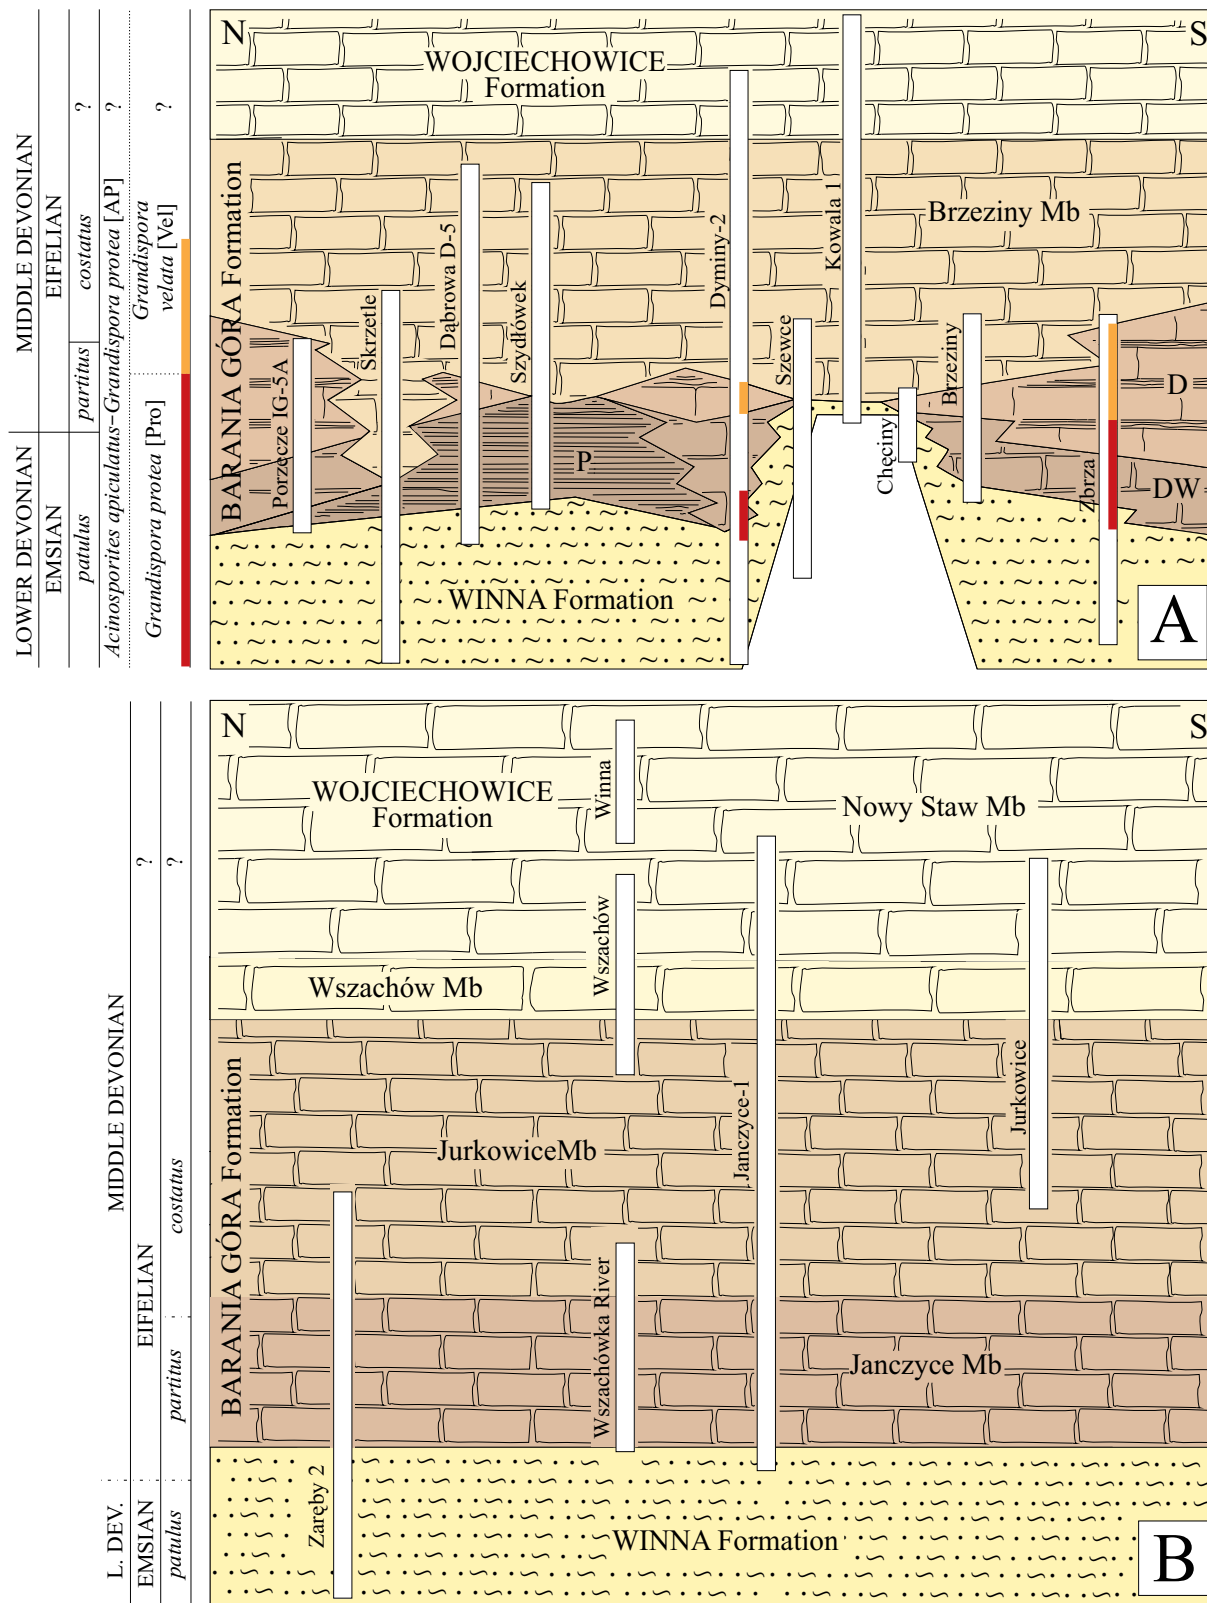 N
S
WOJCIECHOWICE
Formation
BARANIA GÓRA Formation
Brzeziny Mb
Porzecze IG-5A
Skrzetle
Dąbrowa D-5
Szydłówek
Dyminy-2
Szewce
Kowala 1
Chęciny
Brzeziny
Zbrza
P
D
DW
WINNA Formation
A
LOWER DEVONIAN
MIDDLE DEVONIAN
EMSIAN
EIFELIAN
patulus
partitus
costatus
?
Acinosporites apiculatus–Grandispora protea [AP]
?
Grandispora protea [Pro]
Grandispora
velata [Vel]
?
N
S
WOJCIECHOWICE
Formation
Nowy Staw Mb
Wszachów Mb
BARANIA GÓRA Formation
JurkowiceMb
Janczyce Mb
WINNA Formation
Zaręby 2
Winna
Wszachów
Wszachówka River
Janczyce-1
Jurkowice
B
L. DEV.
MIDDLE DEVONIAN
EMSIAN
EIFELIAN
?
patulus
partitus
costatus
?